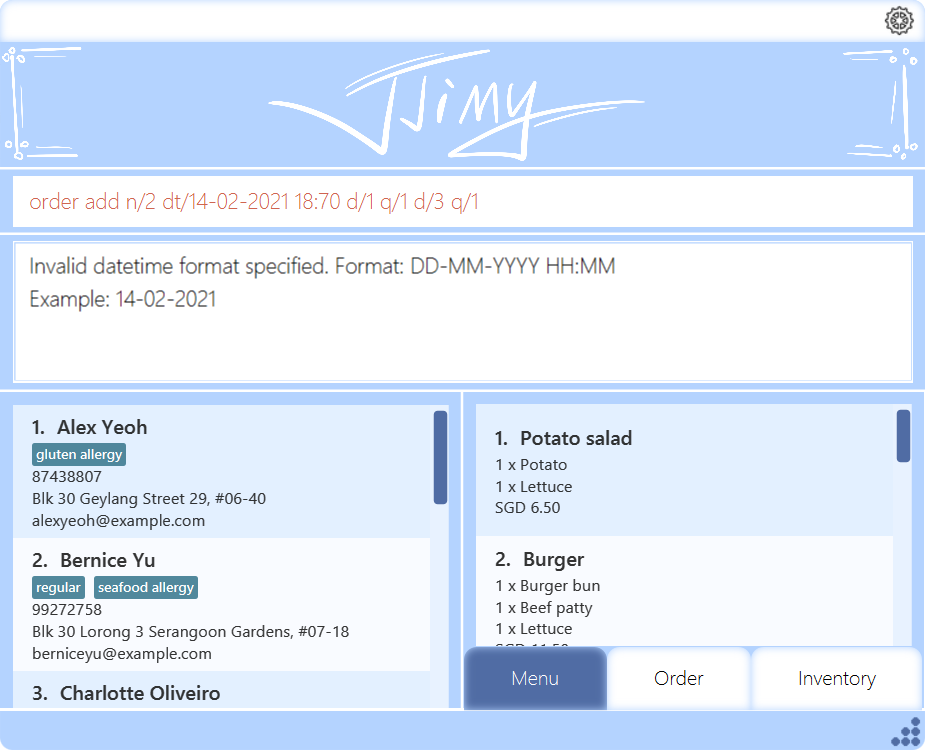 JJIMY
order add n/2 dt/14-02-2021 18:70 d/1 q/1 d/3 q/1
Invalid datetime format specified. Format: DD-MM-YYYY HH:MM
Example: 14-02-2021
1. Alex Yeoh
gluten allergy
87438807
Blk 30 Geylang Street 29, #06-40
alexyeoh@example.com
2. Bernice Yu
regular seafood allergy
99272758
Blk 30 Lorong 3 Serangoon Gardens, #07-18
berniceyu@example.com
3. Charlotte Oliveiro
1. Potato salad
1 x Potato
1 x Lettuce
SGD 6.50
2. Burger
1 x Burger bun
1 x Beef patty
1 x Lettuce
Menu Order Inventory